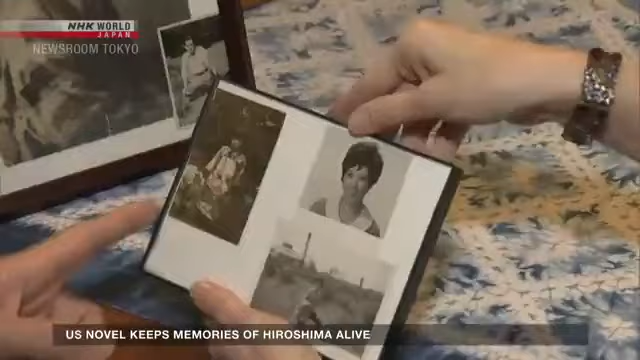 NHK WORLD
JAPAN
NEWSROOM TOKYO
US NOVEL KEEPS MEMORIES OF HIROSHIMA ALIVE